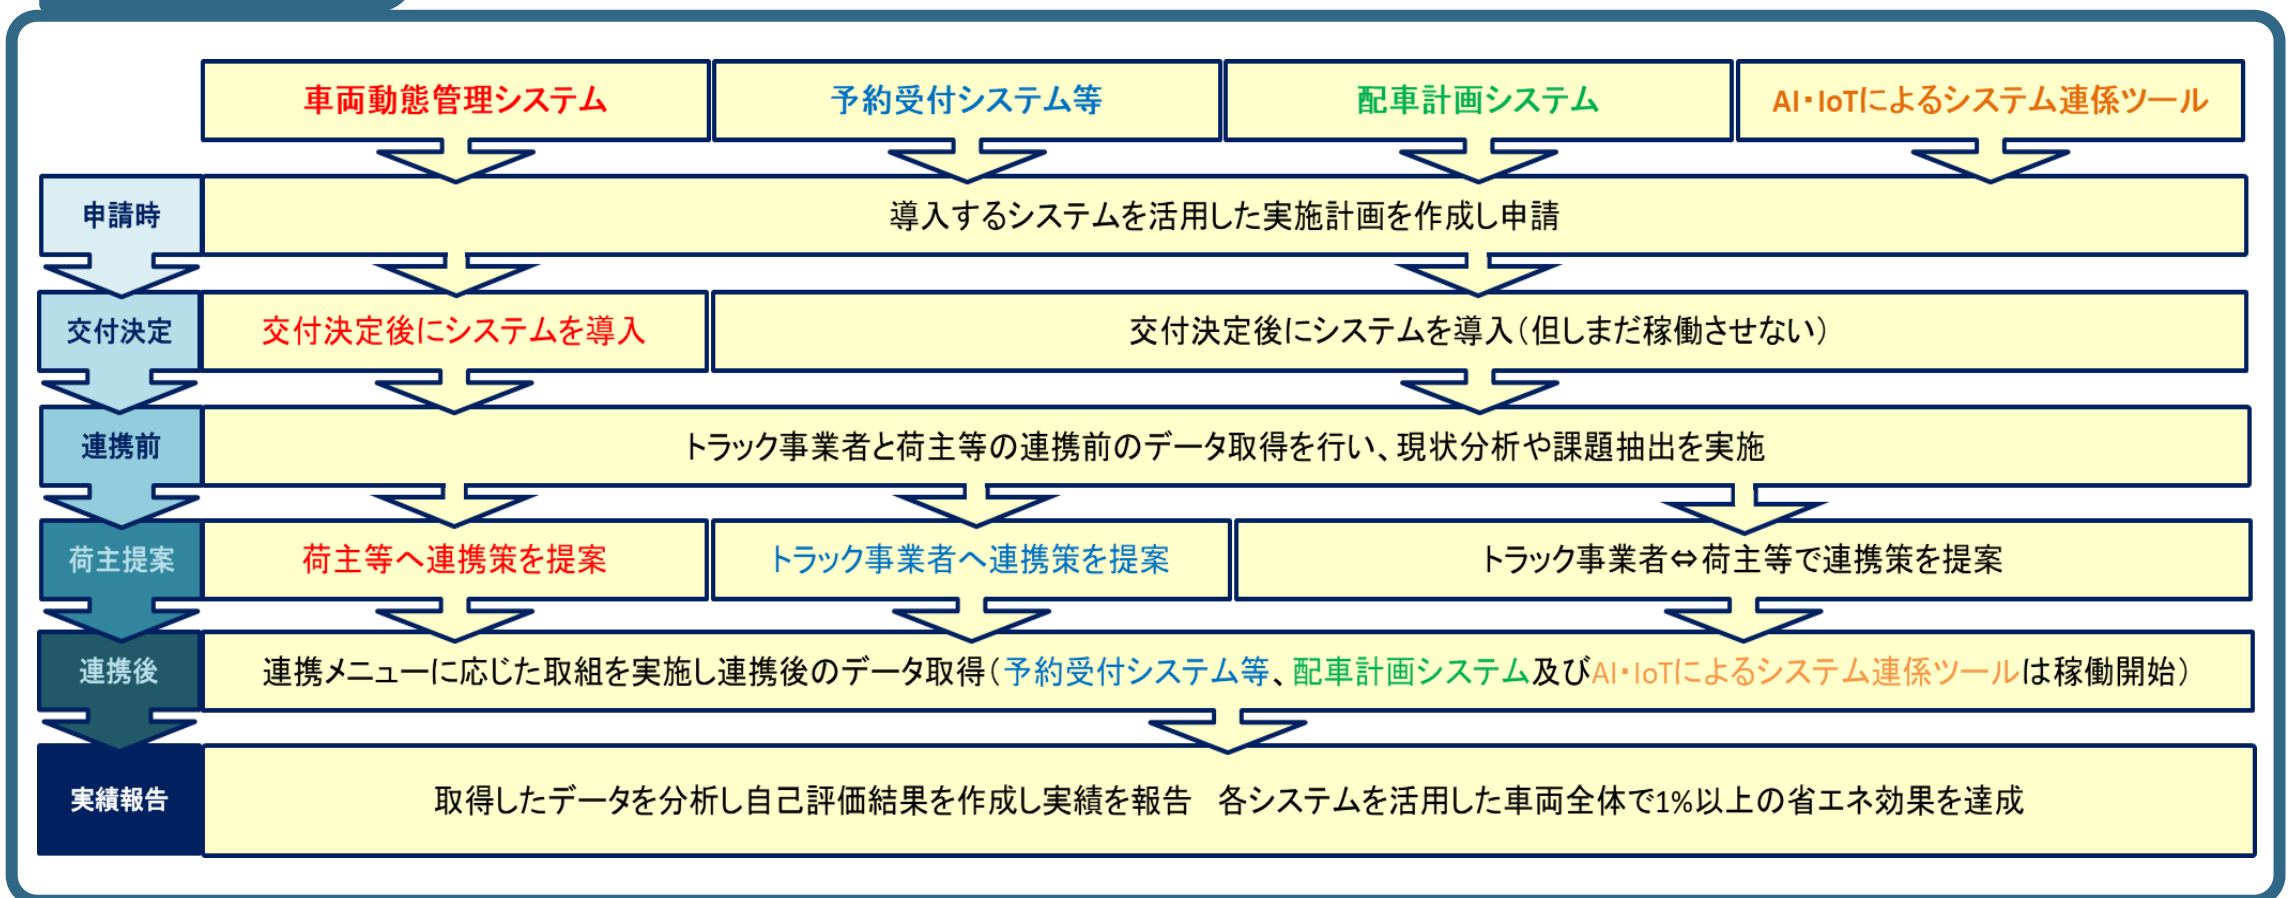 車両動態管理システム
予約受付システム等
配車計画システム
AI・IoTによるシステム連係ツール
申請時
導入するシステムを活用した実施計画を作成し申請
交付決定
交付決定後にシステムを導入
交付決定後にシステムを導入（但しまだ稼働させない）
連携前
トラック事業者と荷主等の連携前のデータ取得を行い、現状分析や課題抽出を実施
荷主提案
荷主等へ連携策を提案
トラック事業者へ連携策を提案
トラック事業者⇔荷主等で連携策を提案
連携後
連携メニューに応じた取組を実施し連携後のデータ取得（予約受付システム等、配車計画システム及びAI・IoTによるシステム連係ツールは稼働開始）
実績報告
取得したデータを分析し自己評価結果を作成し実績を報告　各システムを活用した車両全体で1%以上の省エネ効果を達成